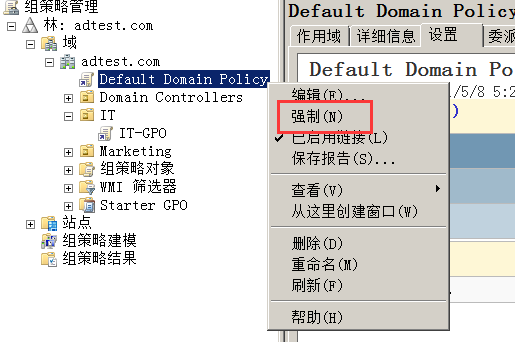 组策略管理
林: adtest.com
域
adtest.com
Default Domain Policy
Domain Controllers
IT
IT-GPO
Marketing
组策略对象
WMI 筛选器
Starter GPO
站点
组策略建模
组策略结果
Default Domain Policy
作用域 详细信息 设置 委派
Default Domain Po
1/5/8 5:2
)
编辑(E)...
强制(N)
已启用链接(L)
保存报告(S)...
查看(V)
从这里创建窗口(W)
删除(D)
重命名(M)
刷新(F)
帮助(H)